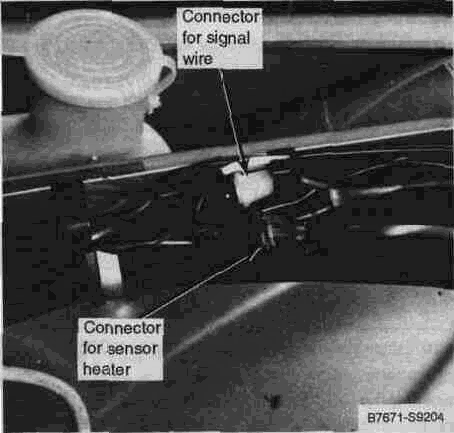 Connector
for signal
wire
Connector
for sensor
heater
B7671-S9204